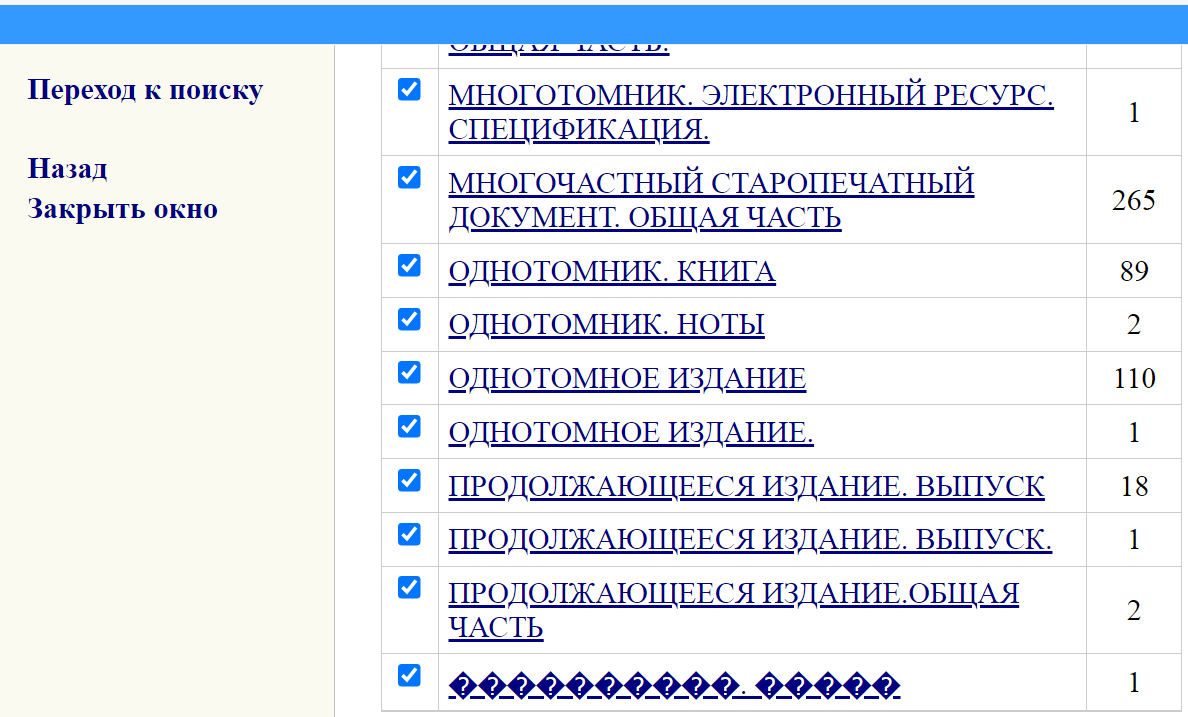 Переход к поиску
Назад
Закрыть окно
ОБЩАЯ ЧАСТЬ.
МНОГОТОМНИК. ЭЛЕКТРОННЫЙ РЕСУРС.
СПЕЦИФИКАЦИЯ.
1
МНОГОЧАСТНЫЙ СТАРОПЕЧАТНЫЙ
ДОКУМЕНТ. ОБЩАЯ ЧАСТЬ
265
ОДНОТОМНИК. КНИГА 89
ОДНОТОМНИК. НОТЫ 2
ОДНОТОМНОЕ ИЗДАНИЕ 110
ОДНОТОМНОЕ ИЗДАНИЕ. 1
ПРОДОЛЖАЮЩЕЕСЯ ИЗДАНИЕ. ВЫПУСК 18
ПРОДОЛЖАЮЩЕЕСЯ ИЗДАНИЕ. ВЫПУСК. 1
ПРОДОЛЖАЮЩЕЕСЯ ИЗДАНИЕ.ОБЩАЯ
ЧАСТЬ
2
����������. ����� 1